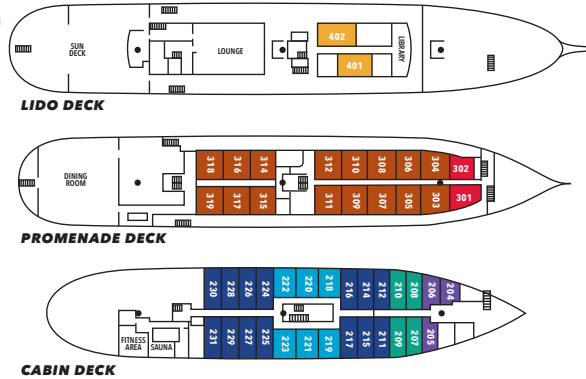 SUN
DECK
LOUNGE
402
401
LIBRARY
LIDO DECK
DINING
ROOM
318 316 314 312 310 308 306 304 302
319 317 315 311 309 307 305 303 301
PROMENADE DECK
230 228 226 224 222 220 218 216 214 212 210 208 206 204
231 229 227 225 223 221 219 217 215 211 209 207 205
FITNESS
AREA
SAUNA
CABIN DECK